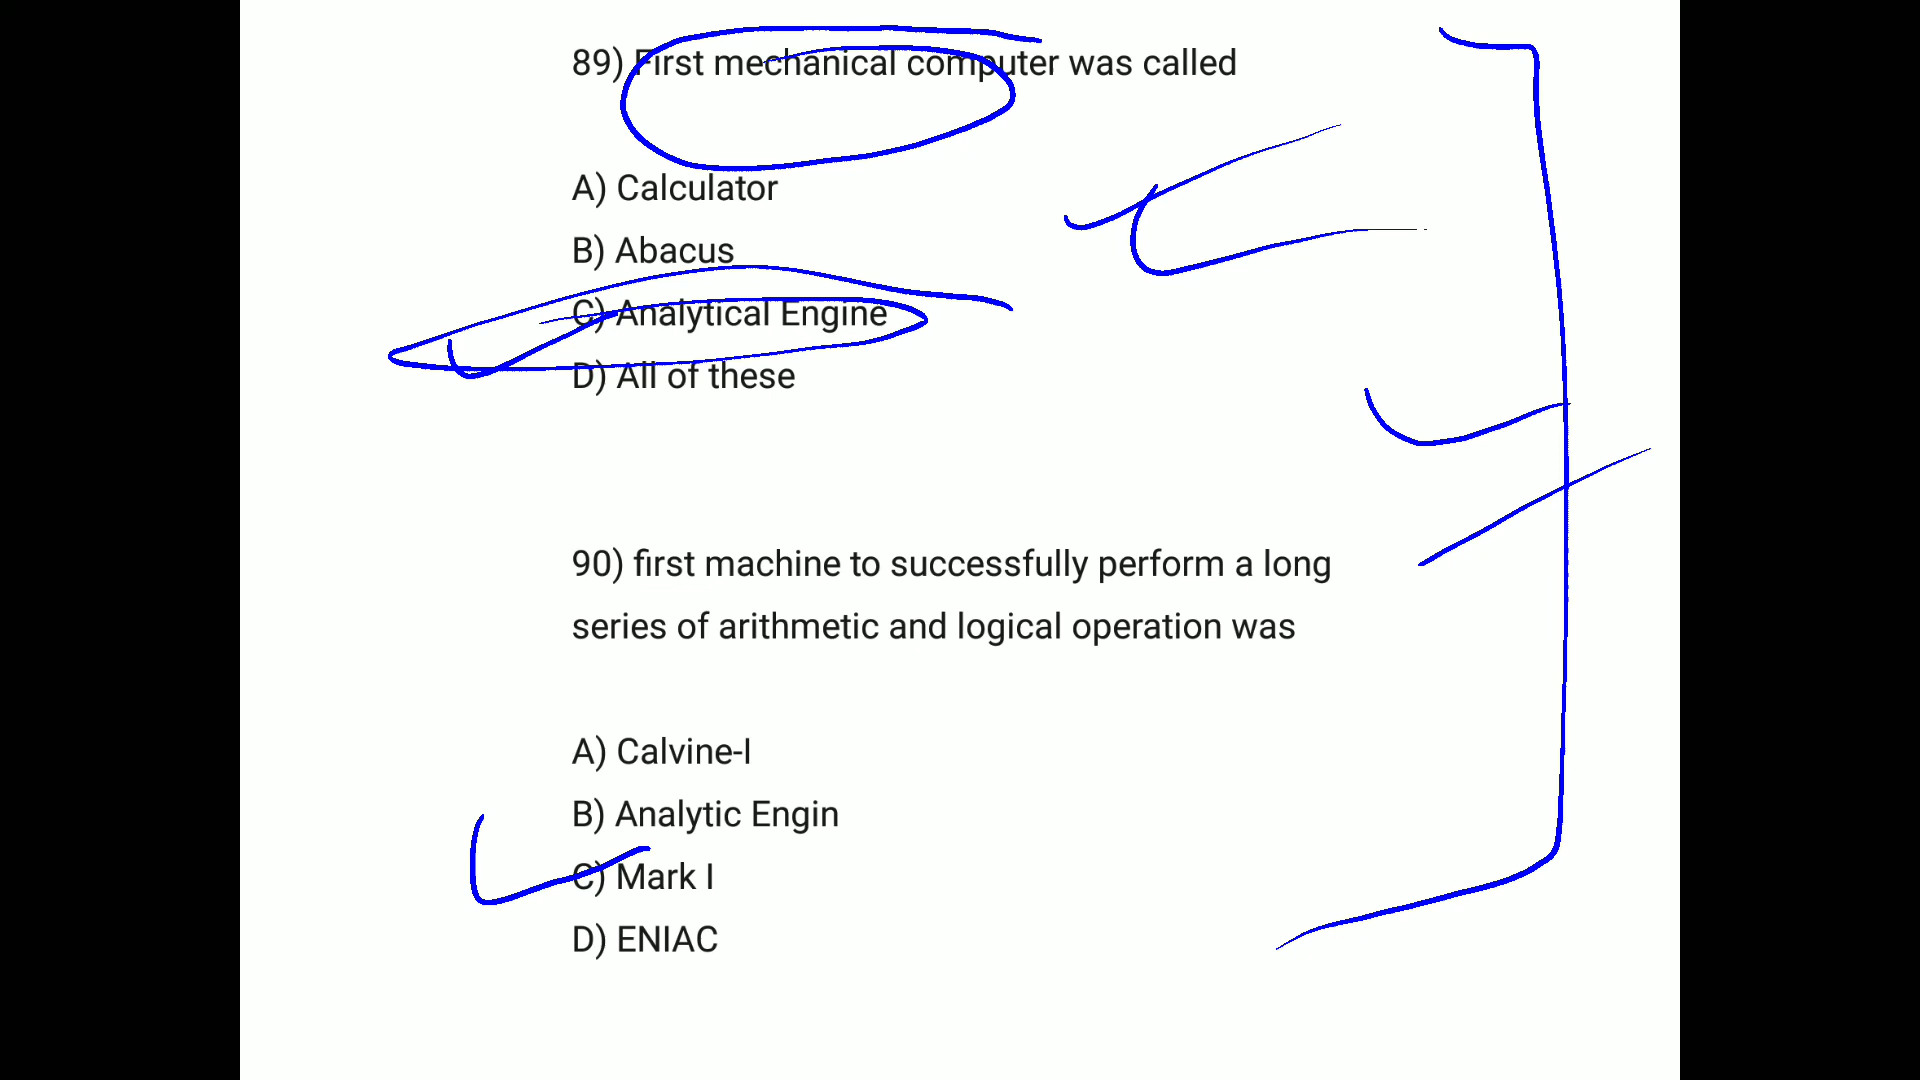 89) First mechanical computer was called
A) Calculator
B) Abacus
C) Analytical Engine
D) All of these
90) first machine to successfully perform a long
series of arithmetic and logical operation was
A) Calvine-I
B) Analytic Engin
C) Mark I
D) ENIAC